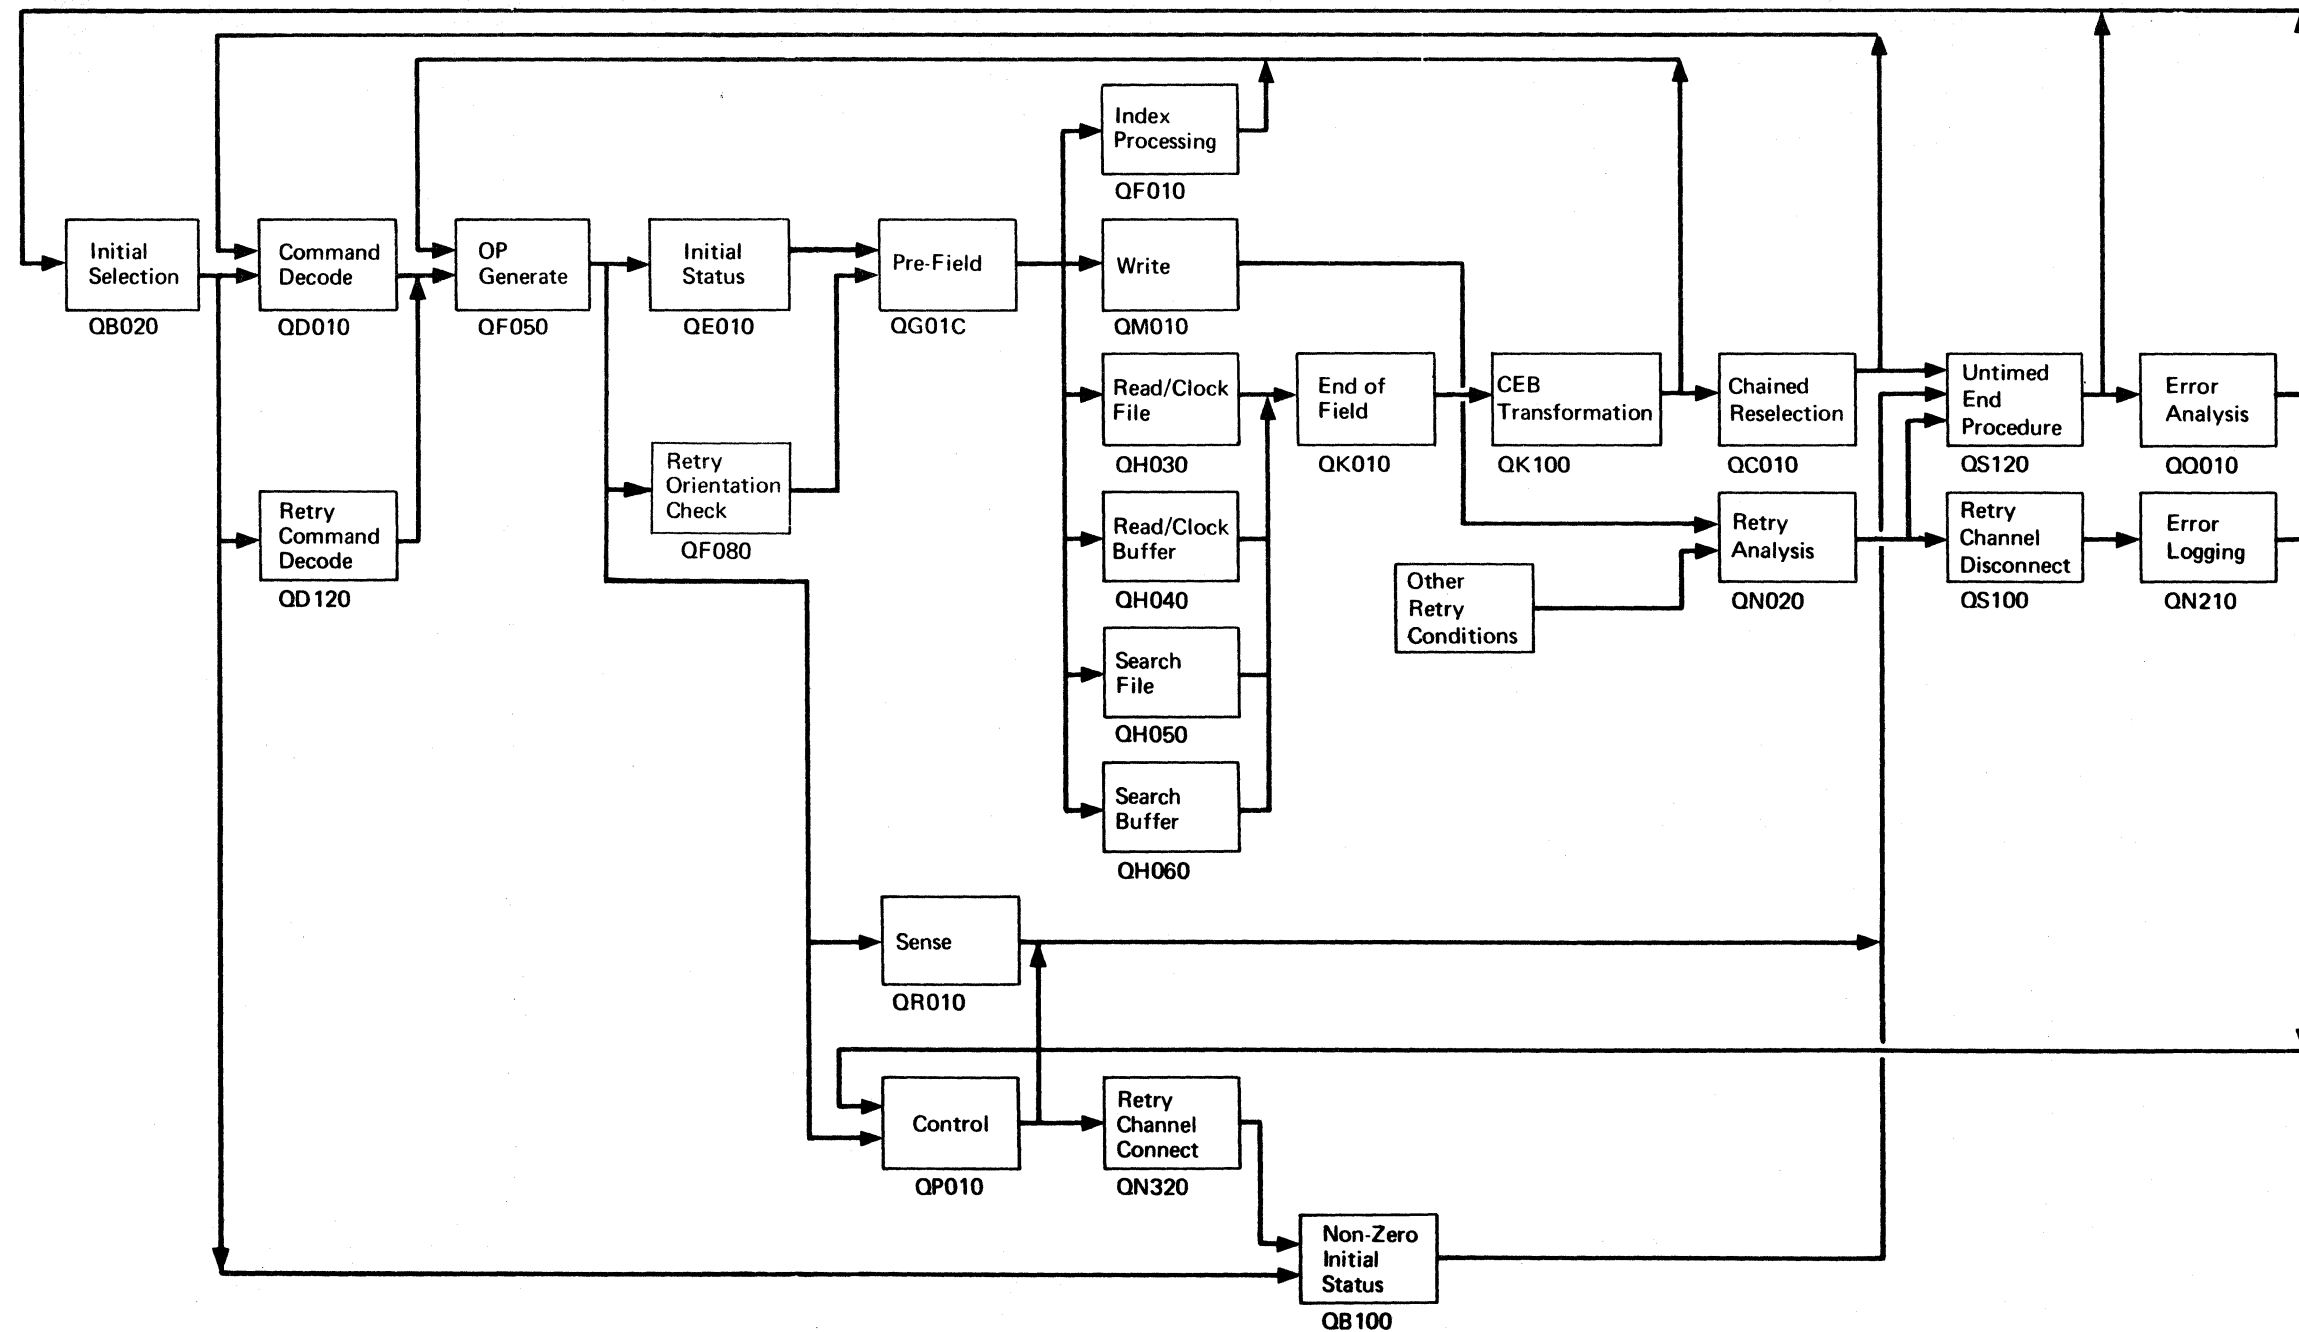 Index
Processing
QF010
Initial
Selection
QB020
Command
Decode
QD010
OP
Generate
QF050
Initial
Status
QE010
Pre-Field
QG01C
Write
QM010
Retry
Command
Decode
QD120
Retry
Orientation
Check
QF080
Read/Clock
File
QH030
End of
Field
QK010
CEB
Transformation
QK100
Chained
Reselection
QC010
Untimed
End
Procedure
QS120
Error
Analysis
QQ010
Read/Clock
Buffer
QH040
Other
Retry
Conditions
Retry
Analysis
QN020
Retry
Channel
Disconnect
QS100
Error
Logging
QN210
Search
File
QH050
Search
Buffer
QH060
Sense
QR010
Control
QP010
Retry
Channel
Connect
QN320
Non-Zero
Initial
Status
QB100